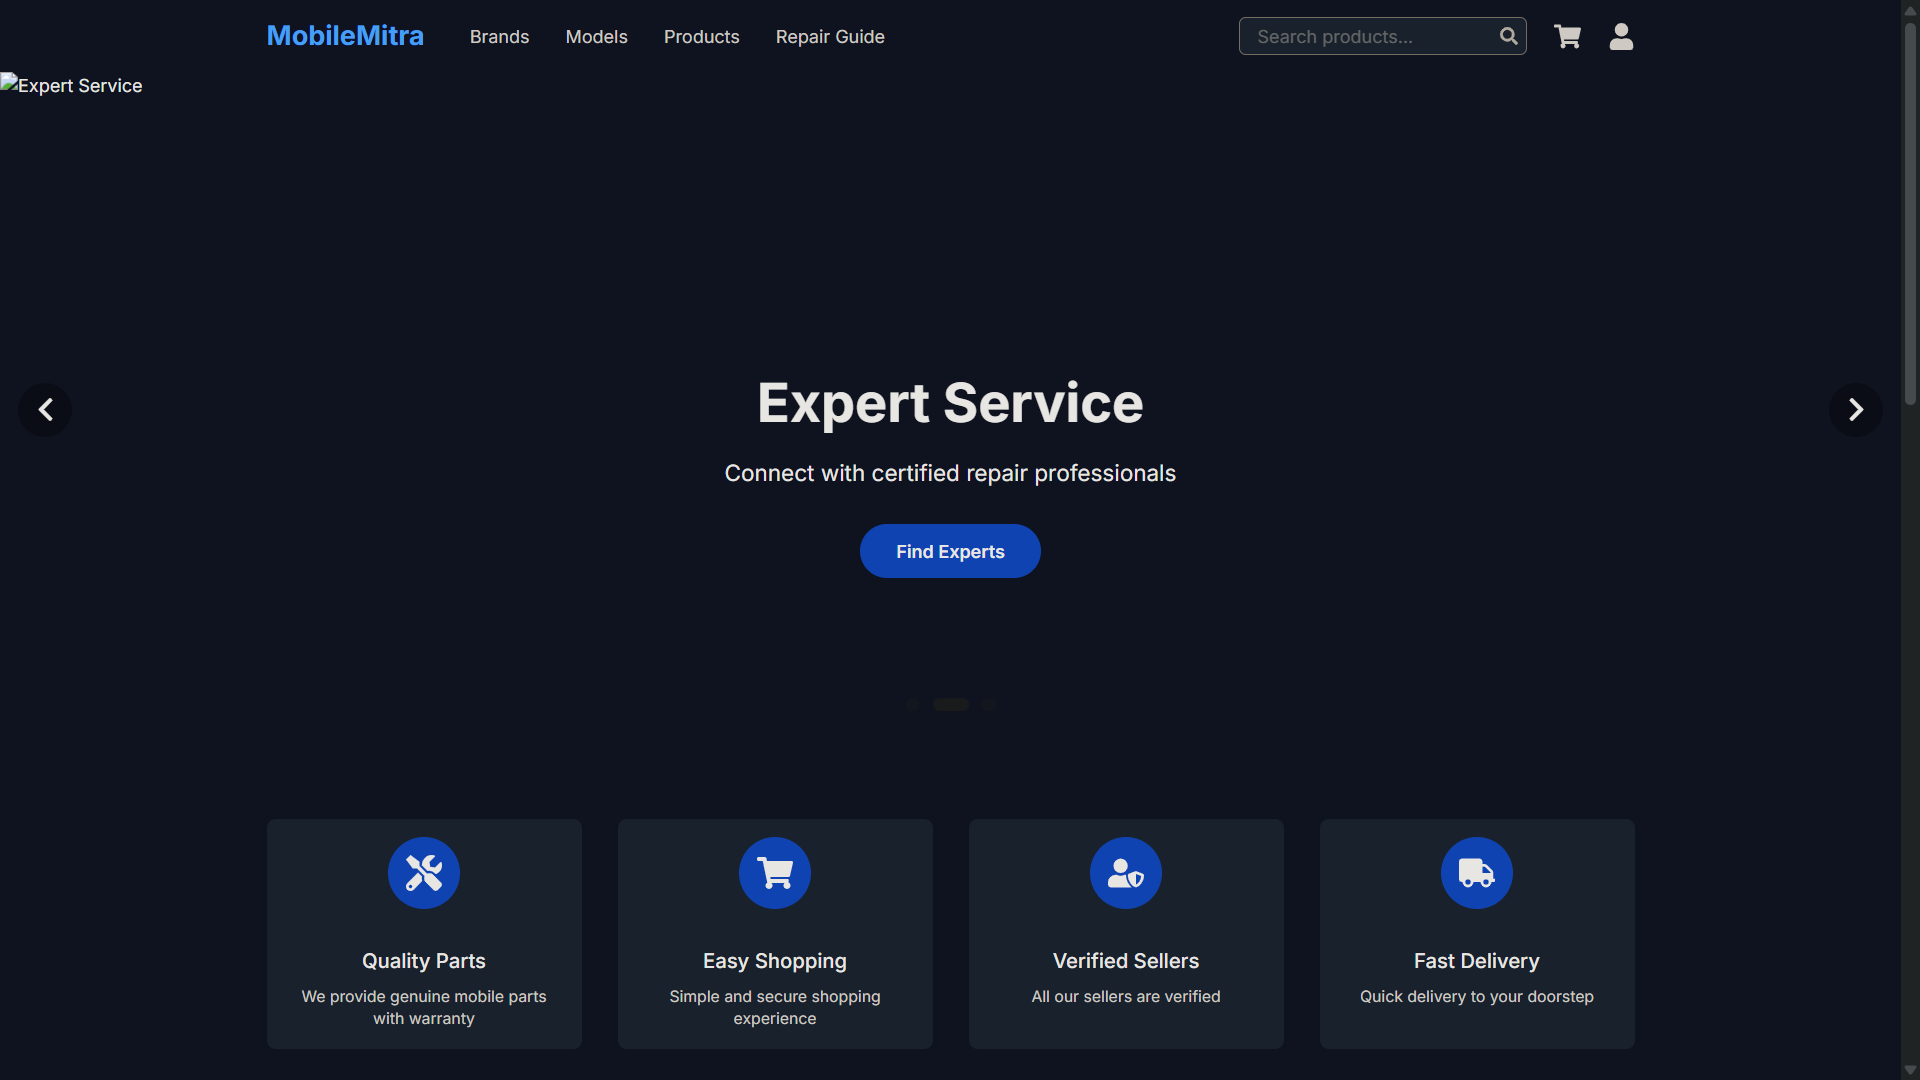 MobileMitra
Brands
Models
Products
Repair Guide
Search products...
Expert Service
Expert Service
Connect with certified repair professionals
Find Experts
Quality Parts
We provide genuine mobile parts
with warranty
Easy Shopping
Simple and secure shopping
experience
Verified Sellers
All our sellers are verified
Fast Delivery
Quick delivery to your doorstep